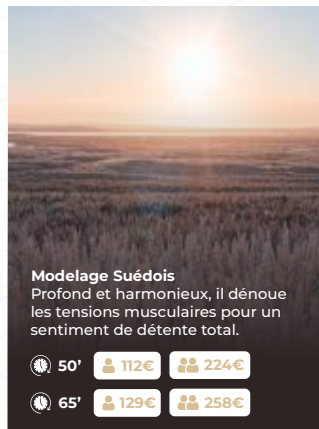 Modelage Suédois
Profond et harmonieux, il dénoue
les tensions musculaires pour un
sentiment de détente total.
50’ 112€ 224€
65’ 129€ 258€